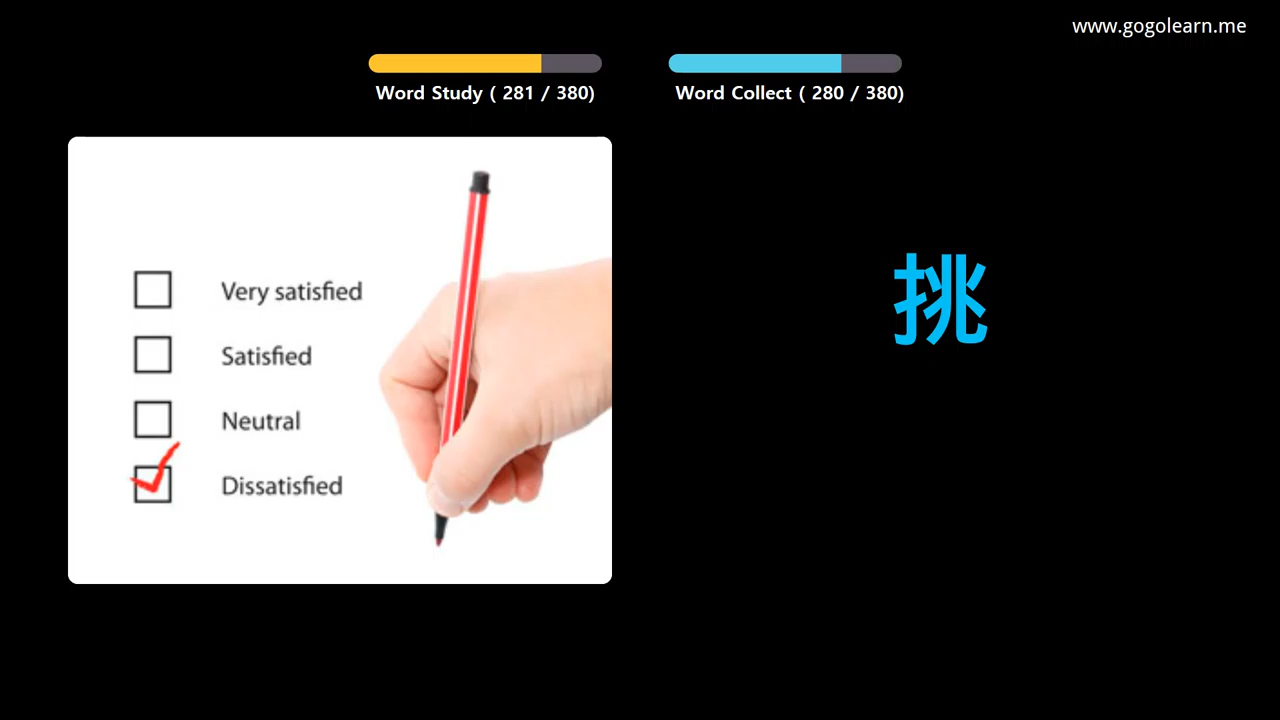 www.gogolearn.me
Word Study ( 281 / 380)
Word Collect ( 280 / 380)
Very satisfied
Satisfied
Neutral
Dissatisfied
挑